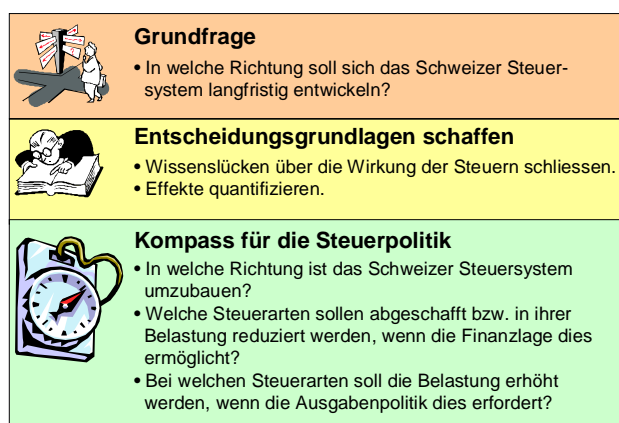 Grundfrage
• In welche Richtung soll sich das Schweizer Steuer-
system langfristig entwickeln?
Entscheidungsgrundlagen schaffen
• Wissenslücken über die Wirkung der Steuern schliessen.
• Effekte quantifizieren.
Kompass für die Steuerpolitik
• In welche Richtung ist das Schweizer Steuersystem
umzubauen?
• Welche Steuerarten sollen abgeschafft bzw. in ihrer
Belastung reduziert werden, wenn die Finanzlage dies
ermöglicht?
• Bei welchen Steuerarten soll die Belastung erhöht
werden, wenn die Ausgabenpolitik dies erfordert?